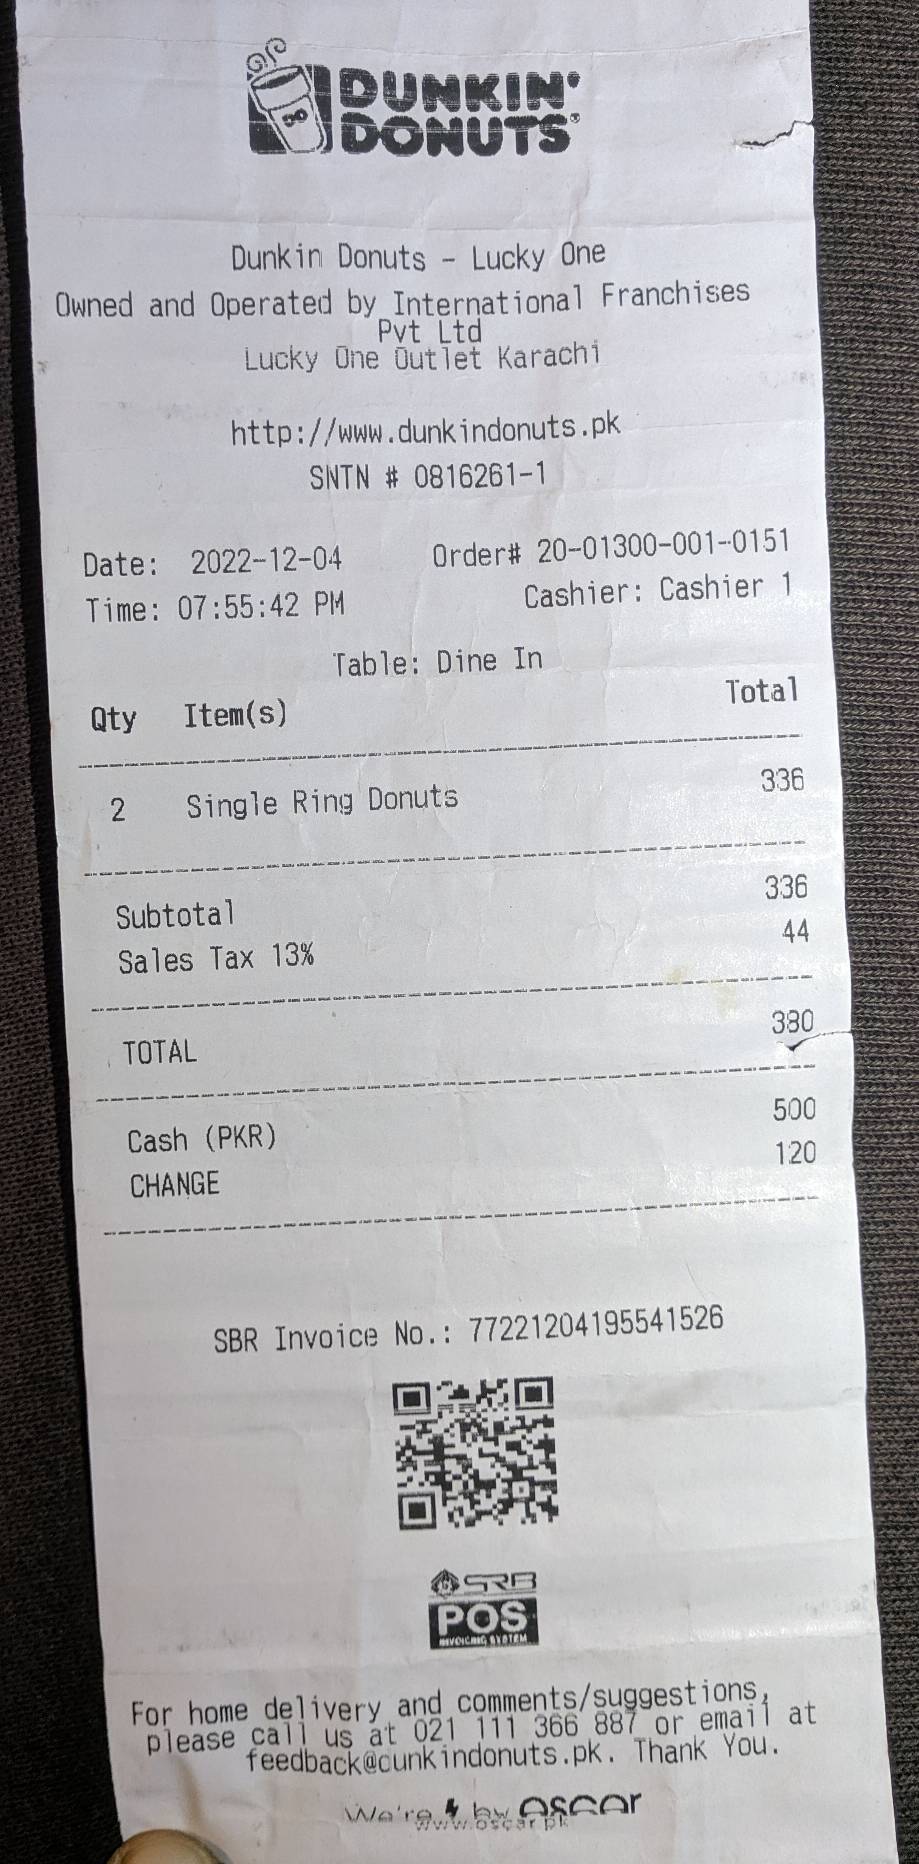 DUNKIN'
DONUTS®
Dunkin Donuts - Lucky One
Owned and Operated by International Franchises
Pvt Ltd
Lucky One Outlet Karachi
http://www.dunkindonuts.pk
SNTN # 0816261-1
Date: 2022-12-04 Order# 20-01300-001-0151
Time: 07:55:42 PM Cashier: Cashier 1
Table: Dine In
Qty Item(s) Total
2 Single Ring Donuts 336
Subtotal 336
Sales Tax 13% 44
TOTAL 380
Cash (PKR) 500
CHANGE 120
SBR Invoice No.: 77221204195541526
SRB
POS
INVOICING SYSTEM
For home delivery and comments/suggestions,
please call us at 021 111 366 887 or email at
feedback@cunkindonuts.pk. Thank You.
We're by oscar
www.oscar.pk